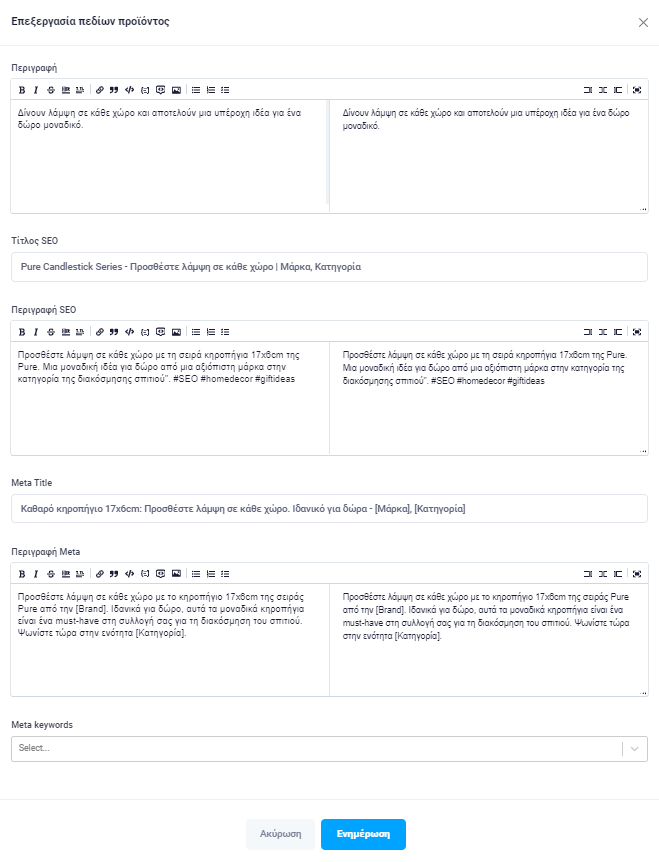 Επεξεργασία πεδίων προϊόντος
Περιγραφή
Δίνουν λάμψη σε κάθε χώρο και αποτελούν μια υπέροχη ιδέα για ένα
δώρο μοναδικό.
Δίνουν λάμψη σε κάθε χώρο και αποτελούν μια υπέροχη ιδέα για ένα δώρο
μοναδικό.
Τίτλος SEO
Pure Candlestick Series - Προσθέστε λάμψη σε κάθε χώρο | Μάρκα, Κατηγορία
Περιγραφή SEO
Προσθέστε λάμψη σε κάθε χώρο με τη σειρά κηροπήγια 17x6cm της
Pure. Μια μοναδική ιδέα για δώρο από μια αξιόπιστη μάρκα στην
κατηγορία της διακόσμησης σπιτιού". #SEO #homedecor #giftideas
Προσθέστε λάμψη σε κάθε χώρο με τη σειρά κηροπήγια 17x6cm της Pure.
Μια μοναδική ιδέα για δώρο από μια αξιόπιστη μάρκα στην κατηγορία της
διακόσμησης σπιτιού". #SEO #homedecor #giftideas
Meta Title
Καθαρό κηροπήγιο 17x6cm: Προσθέστε λάμψη σε κάθε χώρο. Ιδανικό για δώρα - [Μάρκα], [Κατηγορία]
Περιγραφή Meta
Προσθέστε λάμψη σε κάθε χώρο με το κηροπήγιο 17x6cm της σειράς
Pure από την [Brand]. Ιδανικά για δώρο, αυτά τα μοναδικά κηροπήγια
είναι ένα must-have στη συλλογή σας για τη διακόσμηση του σπιτιού.
Ψωνίστε τώρα στην ενότητα [Κατηγορία].
Προσθέστε λάμψη σε κάθε χώρο με το κηροπήγιο 17x6cm της σειράς Pure
από την [Brand]. Ιδανικά για δώρο, αυτά τα μοναδικά κηροπήγια είναι ένα
must-have στη συλλογή σας για τη διακόσμηση του σπιτιού. Ψωνίστε τώρα
στην ενότητα [Κατηγορία].
Meta keywords
Select...
Ακύρωση
Ενημέρωση